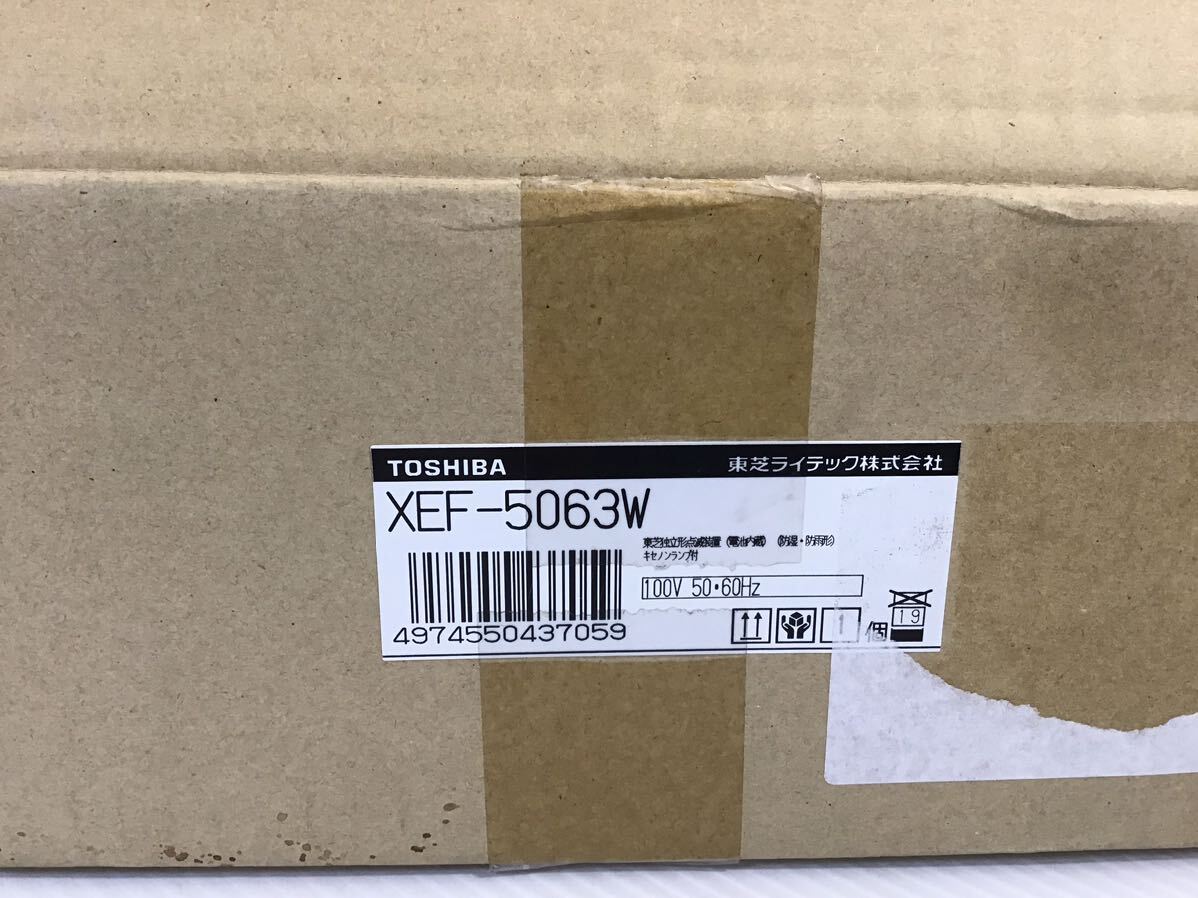 TOSHIBA 東芝ライテック株式会社
XEF-5063W
東芝独立形点滅装置（電池内蔵）（防湿・防雨形）
キセノンランプ付
100V 50・60Hz
4974550437059
1 個
19